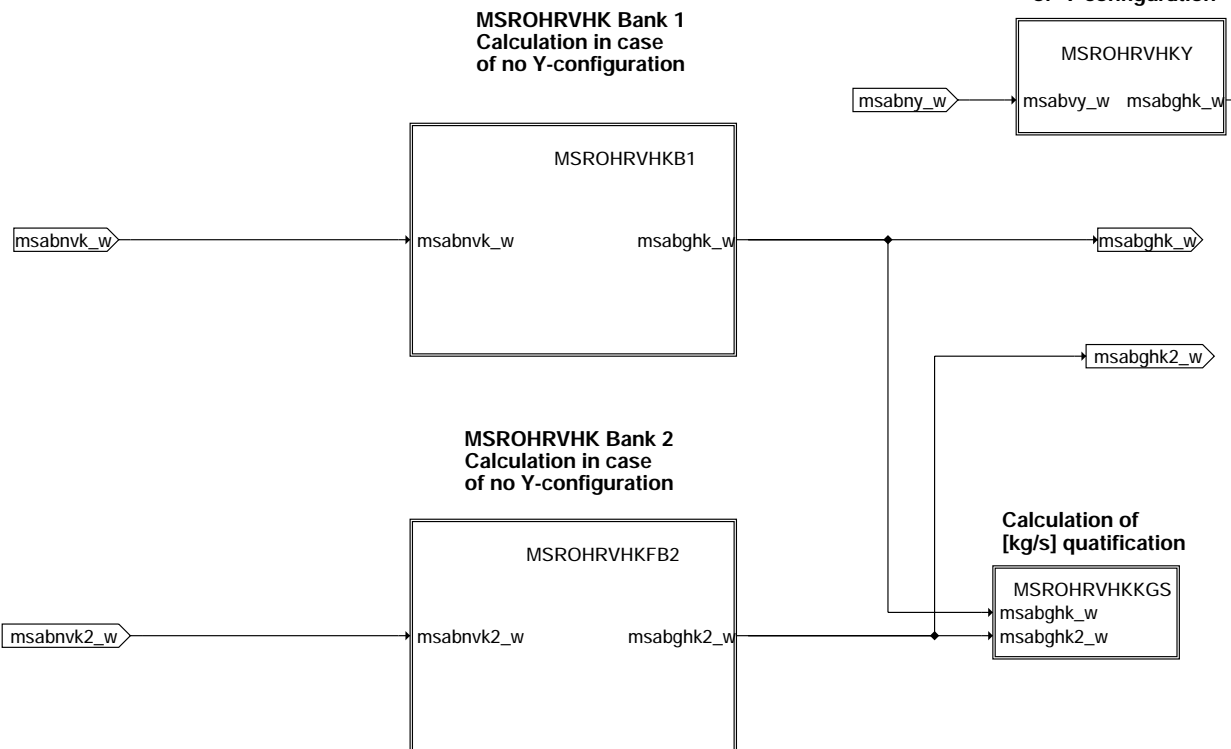 MSROHRVHK Bank 1
Calculation in case
of no Y-configuration
MSROHRVHKY
msabny_w
msabvy_w
msabghk_w
MSROHRVHKB1
msabnvk_w
msabnvk_w
msabghk_w
msabghk_w
msabghk2_w
MSROHRVHK Bank 2
Calculation in case
of no Y-configuration
MSROHRVHKFB2
msabnvk2_w
msabnvk2_w
msabghk2_w
Calculation of
[kg/s] quatification
MSROHRVHKKGS
msabghk_w
msabghk2_w